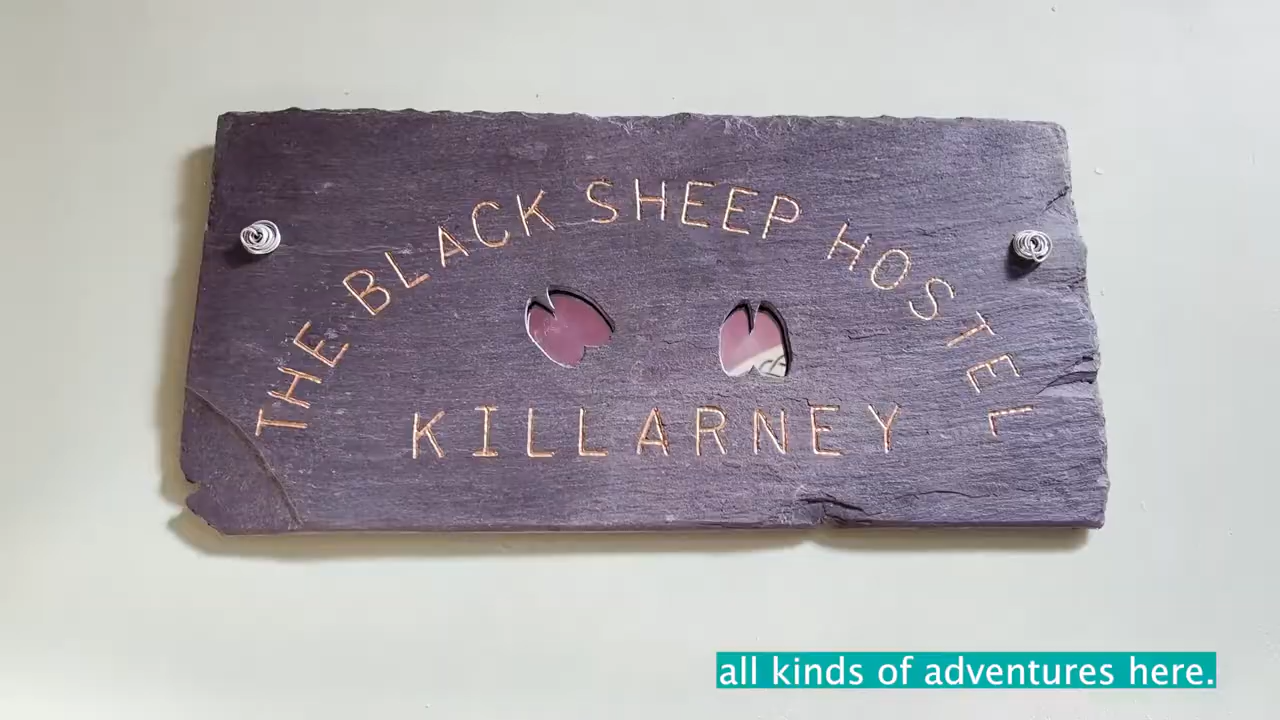 THE BLACK SHEEP HOSTEL
KILLARNEY
all kinds of adventures here.